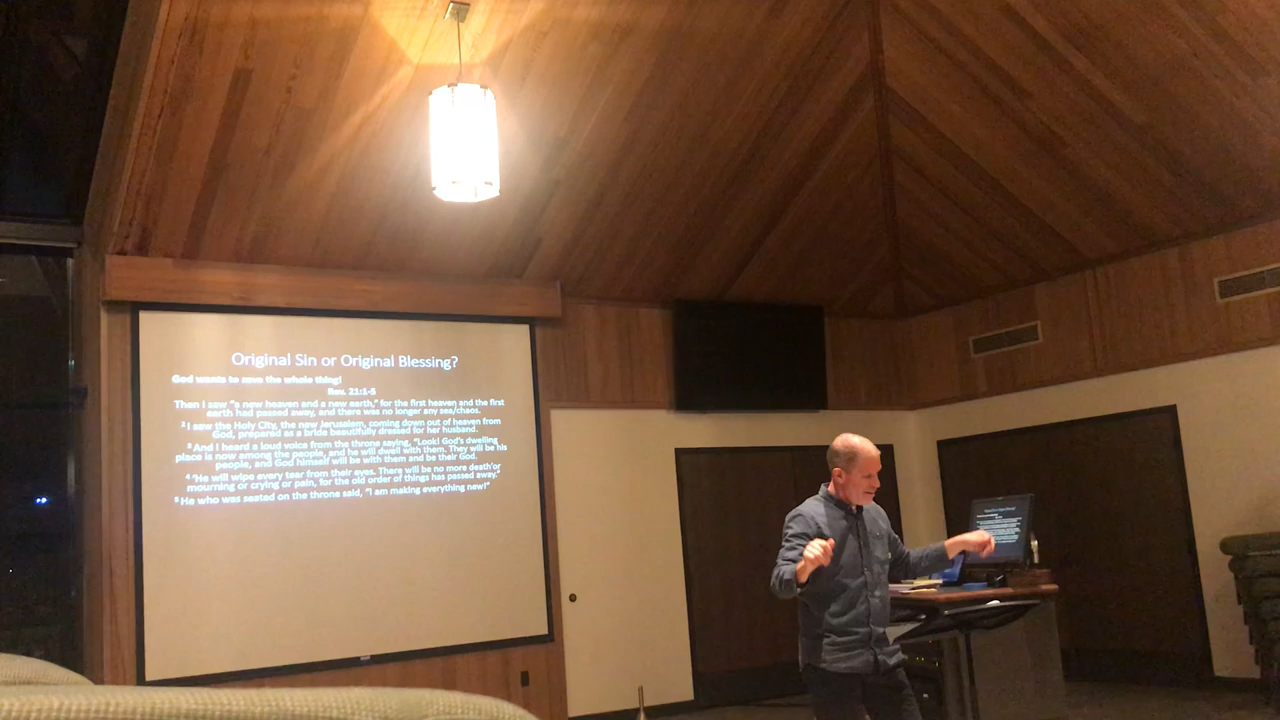 Original Sin or Original Blessing?
God wants to save the whole thing!
Rev. 21:1-5
Then I saw "a new heaven and a new earth," for the first heaven and the first
earth had passed away, and there was no longer any sea/chaos.
² I saw the Holy City, the new Jerusalem, coming down out of heaven from
God, prepared as a bride beautifully dressed for her husband.
³ And I heard a loud voice from the throne saying, "Look! God's dwelling
place is now among the people, and he will dwell with them. They will be his
people, and God himself will be with them and be their God.
⁴ 'He will wipe every tear from their eyes. There will be no more death' or
mourning or crying or pain, for the old order of things has passed away."
⁵ He who was seated on the throne said, "I am making everything new!"